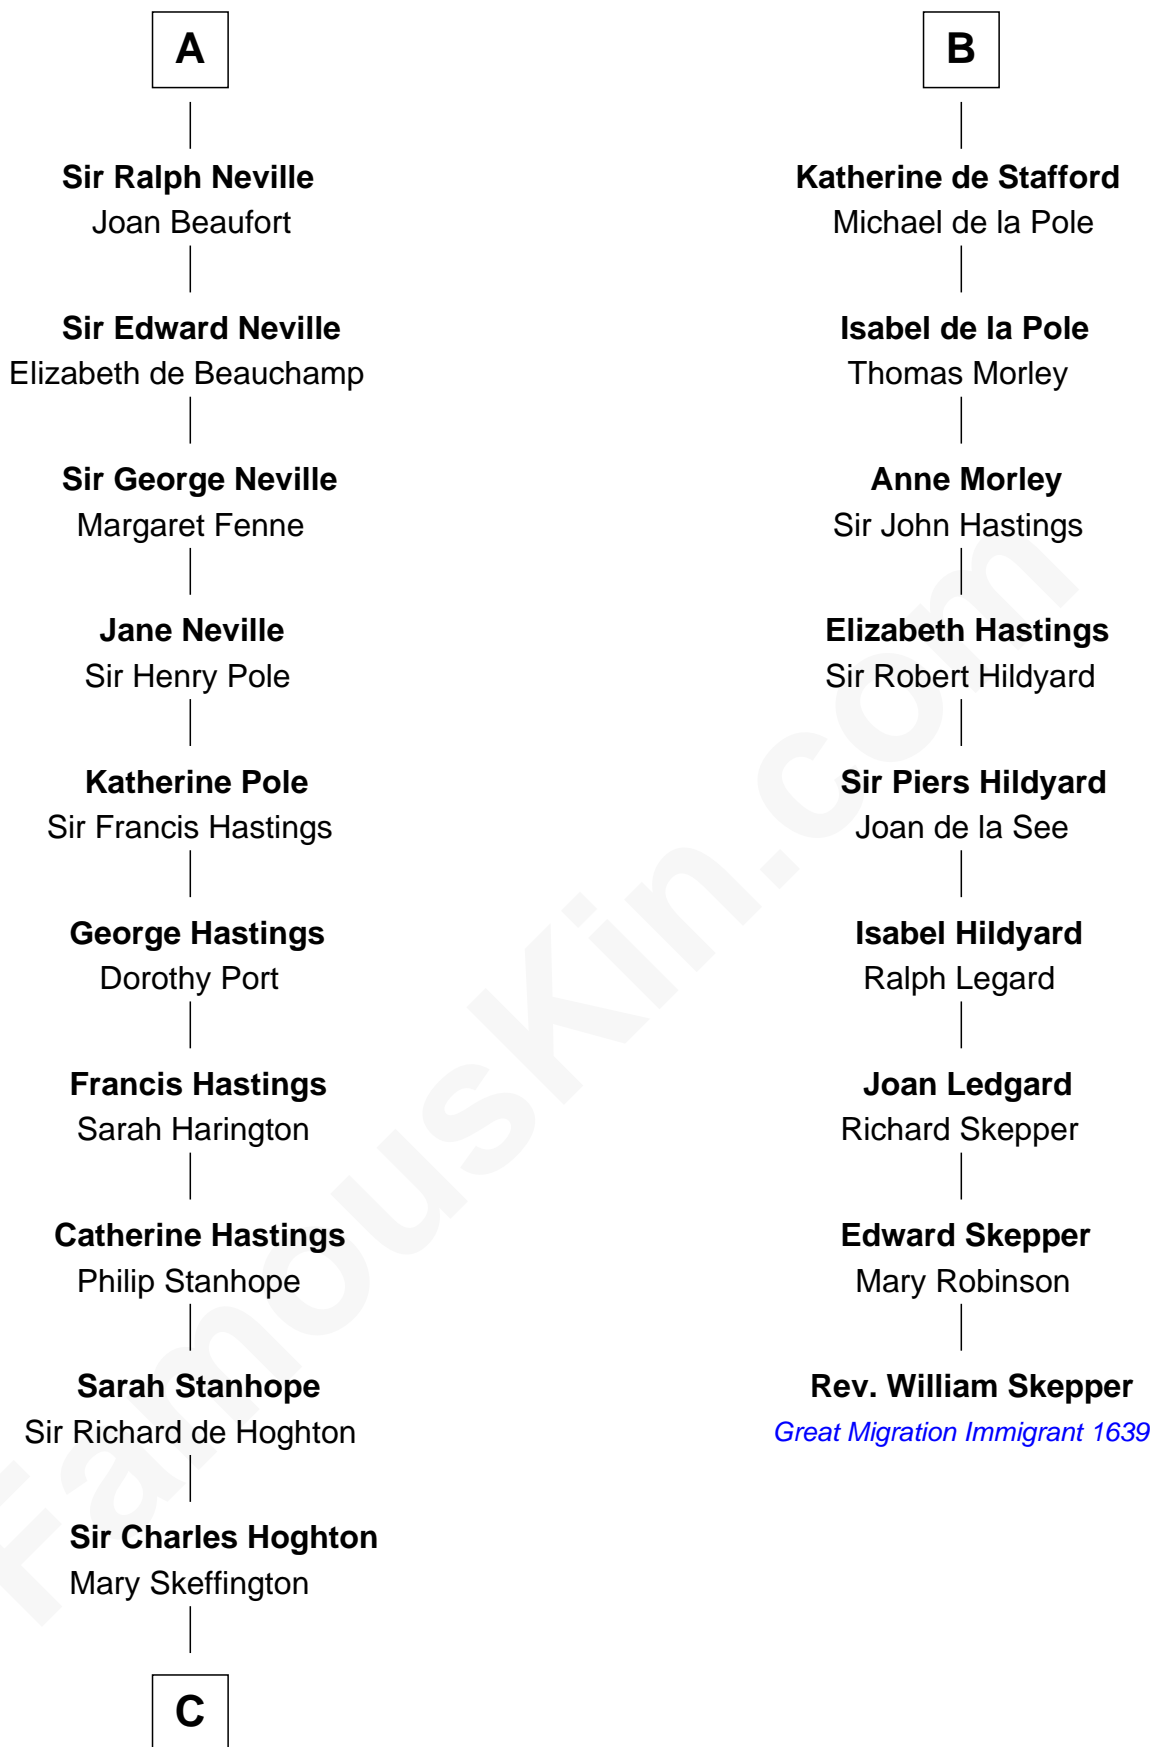 A
Sir Ralph Neville
Joan Beaufort
Sir Edward Neville
Elizabeth de Beauchamp
Sir George Neville
Margaret Fenne
Jane Neville
Sir Henry Pole
Katherine Pole
Sir Francis Hastings
George Hastings
Dorothy Port
Francis Hastings
Sarah Harington
Catherine Hastings
Philip Stanhope
Sarah Stanhope
Sir Richard de Hoghton
Sir Charles Hoghton
Mary Skeffington
C
B
Katherine de Stafford
Michael de la Pole
Isabel de la Pole
Thomas Morley
Anne Morley
Sir John Hastings
Elizabeth Hastings
Sir Robert Hildyard
Sir Piers Hildyard
Joan de la See
Isabel Hildyard
Ralph Legard
Joan Ledgard
Richard Skepper
Edward Skepper
Mary Robinson
Rev. William Skepper
Great Migration Immigrant 1639
FamousKin.com